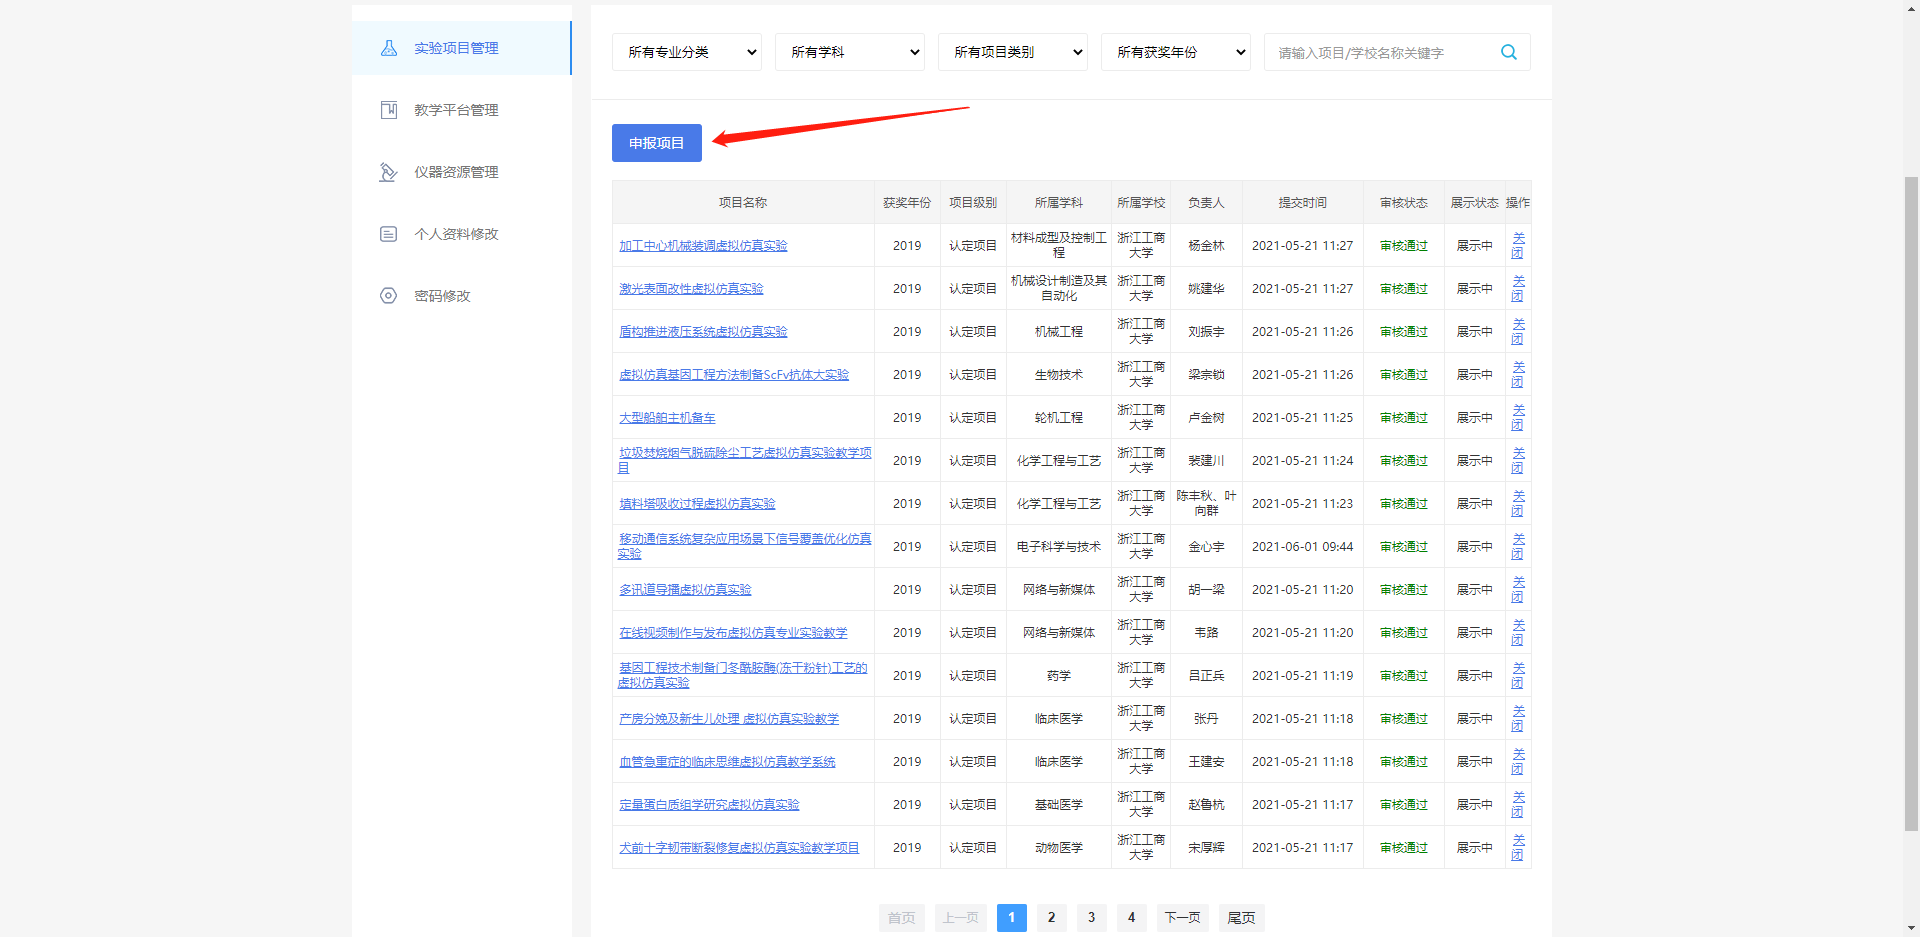 实验项目管理
教学平台管理
仪器资源管理
个人资料修改
密码修改
所有专业分类 所有学科 所有项目类别 所有获奖年份 请输入项目/学校名称关键字
申报项目
项目名称 获奖年份 项目级别 所属学科 所属学校 负责人 提交时间 审核状态 展示状态 操作
加工中心机械装调虚拟仿真实验 2019 认定项目 材料成型及控制工程 浙江工商大学 杨金林 2021-05-21 11:27 审核通过 展示中 关闭
激光表面改性虚拟仿真实验 2019 认定项目 机械设计制造及其自动化 浙江工商大学 姚建华 2021-05-21 11:27 审核通过 展示中 关闭
盾构推进液压系统虚拟仿真实验 2019 认定项目 机械工程 浙江工商大学 刘振宇 2021-05-21 11:26 审核通过 展示中 关闭
虚拟仿真基因工程方法制备ScFv抗体大实验 2019 认定项目 生物技术 浙江工商大学 梁宗锁 2021-05-21 11:26 审核通过 展示中 关闭
大型船舶主机备车 2019 认定项目 轮机工程 浙江工商大学 卢金树 2021-05-21 11:25 审核通过 展示中 关闭
垃圾焚烧烟气脱硫除尘工艺虚拟仿真实验教学项目 2019 认定项目 化学工程与工艺 浙江工商大学 裴建川 2021-05-21 11:24 审核通过 展示中 关闭
填料塔吸收过程虚拟仿真实验 2019 认定项目 化学工程与工艺 浙江工商大学 陈丰秋、叶向群 2021-05-21 11:23 审核通过 展示中 关闭
移动通信系统复杂应用场景下信号覆盖优化仿真实验 2019 认定项目 电子科学与技术 浙江工商大学 金心宇 2021-06-01 09:44 审核通过 展示中 关闭
多讯道导播虚拟仿真实验 2019 认定项目 网络与新媒体 浙江工商大学 胡一梁 2021-05-21 11:20 审核通过 展示中 关闭
在线视频制作与发布虚拟仿真专业实验教学 2019 认定项目 网络与新媒体 浙江工商大学 韦路 2021-05-21 11:20 审核通过 展示中 关闭
基因工程技术制备门冬酰胺酶(冻干粉针)工艺的虚拟仿真实验 2019 认定项目 药学 浙江工商大学 吕正兵 2021-05-21 11:19 审核通过 展示中 关闭
产房分娩及新生儿处理 虚拟仿真实验教学 2019 认定项目 临床医学 浙江工商大学 张丹 2021-05-21 11:18 审核通过 展示中 关闭
血管急重症的临床思维虚拟仿真教学系统 2019 认定项目 临床医学 浙江工商大学 王建安 2021-05-21 11:18 审核通过 展示中 关闭
定量蛋白质组学研究虚拟仿真实验 2019 认定项目 基础医学 浙江工商大学 赵鲁杭 2021-05-21 11:17 审核通过 展示中 关闭
犬前十字韧带断裂修复虚拟仿真实验教学项目 2019 认定项目 动物医学 浙江工商大学 宋厚辉 2021-05-21 11:17 审核通过 展示中 关闭
首页 上一页 1 2 3 4 下一页 尾页